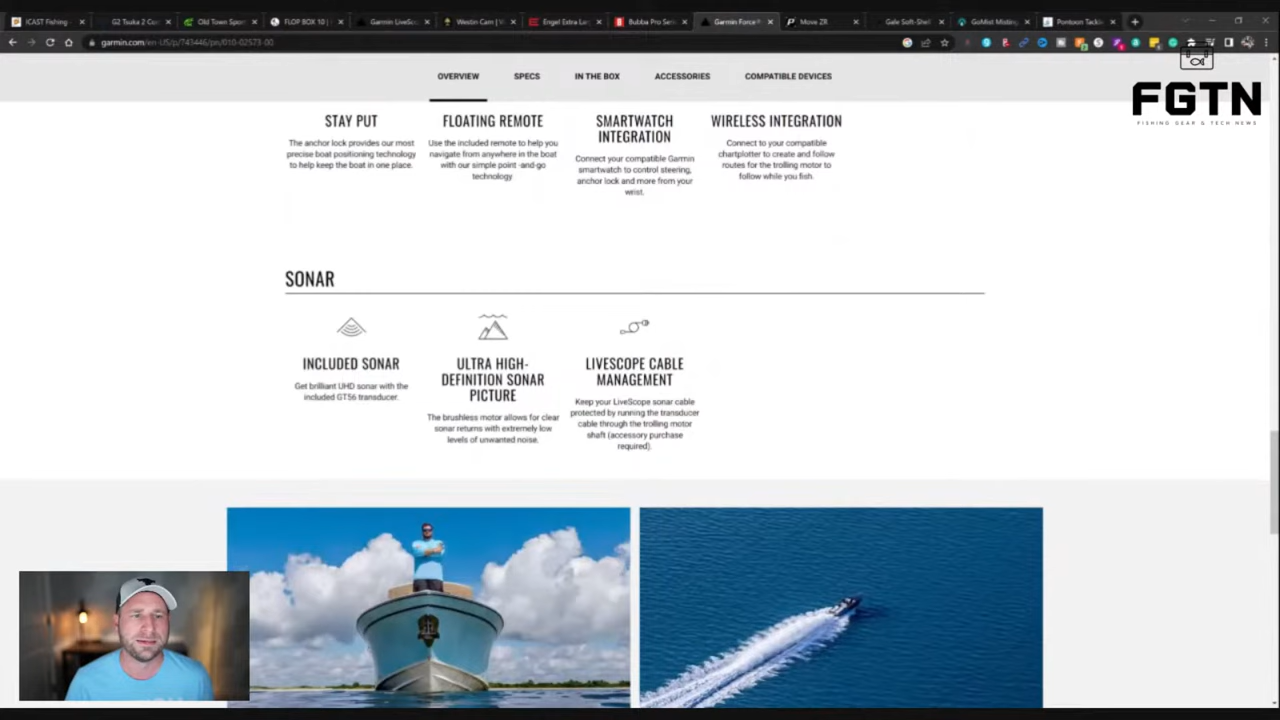 ICAST Fishing
G2 Tsuka 2 Co
Old Town Spor
FLOP BOX 10 |
Garmin LiveSc
Westin Cam | V
Engel Extra Lar
Bubba Pro Seri
Garmin Force®
Move ZR
Gale Soft-Shell
GoMist Misting
Pontoon Tackl
garmin.com/en-US/p/743446/pn/010-02573-00
OVERVIEW
SPECS
IN THE BOX
ACCESSORIES
COMPATIBLE DEVICES
FGTN
FISHING GEAR & TECH NEWS
STAY PUT
The anchor lock provides our most
precise boat positioning technology
to help keep the boat in one place.
FLOATING REMOTE
Use the included remote to help you
navigate from anywhere in the boat
with our simple point -and-go
technology
SMARTWATCH
INTEGRATION
Connect your compatible Garmin
smartwatch to control steering,
anchor lock and more from your
wrist.
WIRELESS INTEGRATION
Connect to your compatible
chartplotter to create and follow
routes for the trolling motor to
follow while you fish.
SONAR
INCLUDED SONAR
Get brilliant UHD sonar with the
included GT56 transducer.
ULTRA HIGH-
DEFINITION SONAR
PICTURE
The brushless motor allows for clear
sonar returns with extremely low
levels of unwanted noise.
LIVESCOPE CABLE
MANAGEMENT
Keep your LiveScope sonar cable
protected by running the transducer
cable through the trolling motor
shaft (accessory purchase
required).